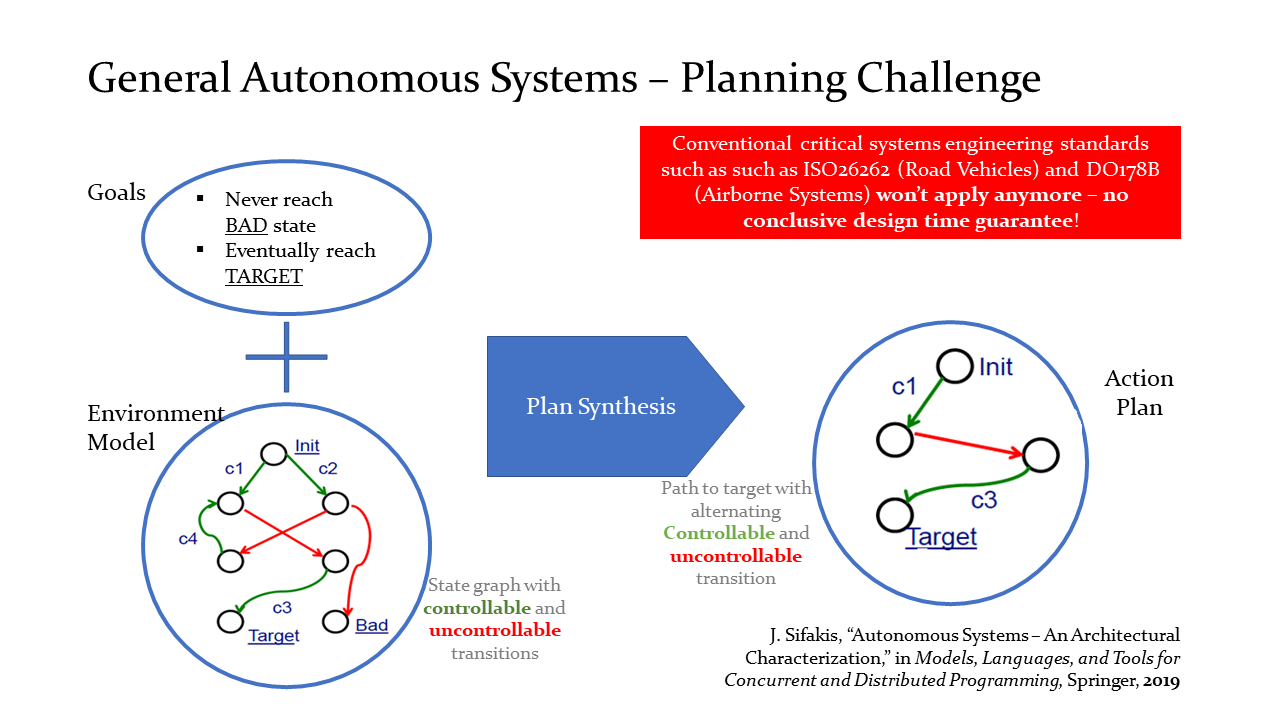 General Autonomous Systems – Planning Challenge
Conventional critical systems engineering standards
such as such as ISO26262 (Road Vehicles) and DO178B
(Airborne Systems) won't apply anymore – no
conclusive design time guarantee!
Goals
▪ Never reach
BAD state
▪ Eventually reach
TARGET
Environment
Model
Init
c1
c2
c4
c3
Target
Bad
State graph with
controllable and
uncontrollable
transitions
Plan Synthesis
Path to target with
alternating
Controllable and
uncontrollable
transition
Init
c1
c3
Target
Action
Plan
J. Sifakis, “Autonomous Systems – An Architectural
Characterization,” in Models, Languages, and Tools for
Concurrent and Distributed Programming, Springer, 2019